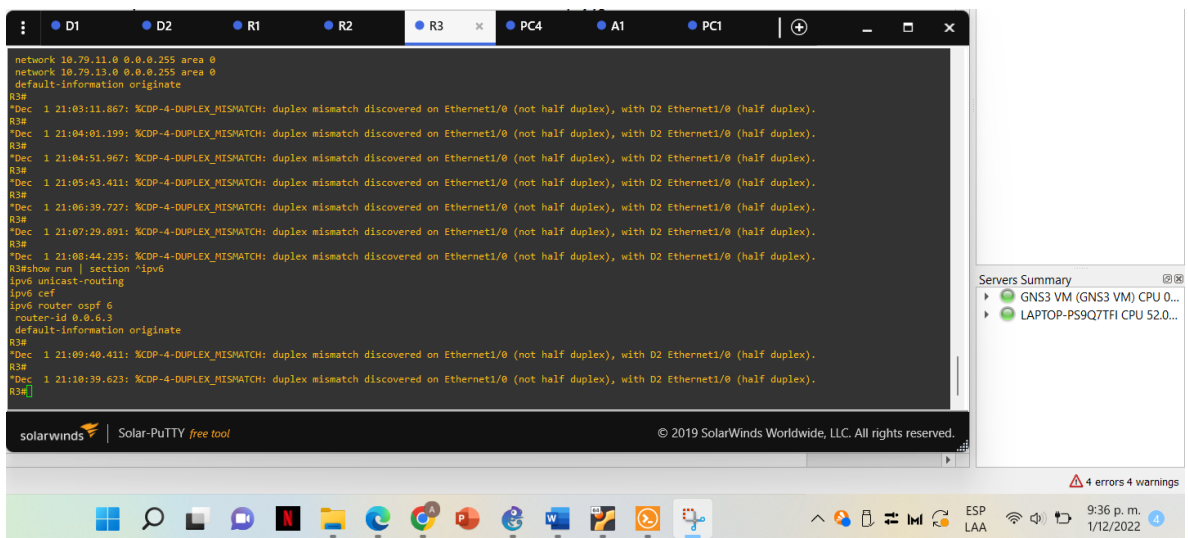 D1 D2 R1 R2 R3 PC4 A1 PC1
network 10.79.11.0 0.0.0.255 area 0
network 10.79.13.0 0.0.0.255 area 0
default-information originate
R3#
*Dec 1 21:03:11.867: %CDP-4-DUPLEX_MISMATCH: duplex mismatch discovered on Ethernet1/0 (not half duplex), with D2 Ethernet1/0 (half duplex).
R3#
*Dec 1 21:04:01.199: %CDP-4-DUPLEX_MISMATCH: duplex mismatch discovered on Ethernet1/0 (not half duplex), with D2 Ethernet1/0 (half duplex).
R3#
*Dec 1 21:04:51.967: %CDP-4-DUPLEX_MISMATCH: duplex mismatch discovered on Ethernet1/0 (not half duplex), with D2 Ethernet1/0 (half duplex).
R3#
*Dec 1 21:05:43.411: %CDP-4-DUPLEX_MISMATCH: duplex mismatch discovered on Ethernet1/0 (not half duplex), with D2 Ethernet1/0 (half duplex).
R3#
*Dec 1 21:06:39.727: %CDP-4-DUPLEX_MISMATCH: duplex mismatch discovered on Ethernet1/0 (not half duplex), with D2 Ethernet1/0 (half duplex).
R3#
*Dec 1 21:07:29.891: %CDP-4-DUPLEX_MISMATCH: duplex mismatch discovered on Ethernet1/0 (not half duplex), with D2 Ethernet1/0 (half duplex).
R3#
*Dec 1 21:08:44.235: %CDP-4-DUPLEX_MISMATCH: duplex mismatch discovered on Ethernet1/0 (not half duplex), with D2 Ethernet1/0 (half duplex).
R3#show run | section ^ipv6
ipv6 unicast-routing
ipv6 cef
ipv6 router ospf 6
router-id 0.0.6.3
default-information originate
R3#
*Dec 1 21:09:40.411: %CDP-4-DUPLEX_MISMATCH: duplex mismatch discovered on Ethernet1/0 (not half duplex), with D2 Ethernet1/0 (half duplex).
R3#
*Dec 1 21:10:39.623: %CDP-4-DUPLEX_MISMATCH: duplex mismatch discovered on Ethernet1/0 (not half duplex), with D2 Ethernet1/0 (half duplex).
R3#
solarwinds | Solar-PuTTY free tool © 2019 SolarWinds Worldwide, LLC. All rights reserved.
Servers Summary
GNS3 VM (GNS3 VM) CPU 0...
LAPTOP-PS9Q7TFI CPU 52.0...
4 errors 4 warnings
ESP
LAA
9:36 p. m.
1/12/2022
4